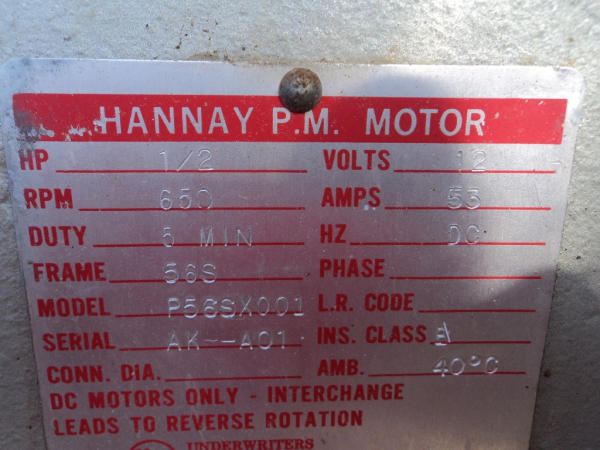 HANNAY P.M. MOTOR
HP 1/2 VOLTS 12
RPM 650 AMPS 55
DUTY 5 MIN HZ DC
FRAME 56S PHASE
MODEL P56SX001 L.R. CODE
SERIAL AK--A01 INS. CLASS
CONN. DIA. AMB. 40°C
DC MOTORS ONLY - INTERCHANGE
LEADS TO REVERSE ROTATION
UNDERWRITERS